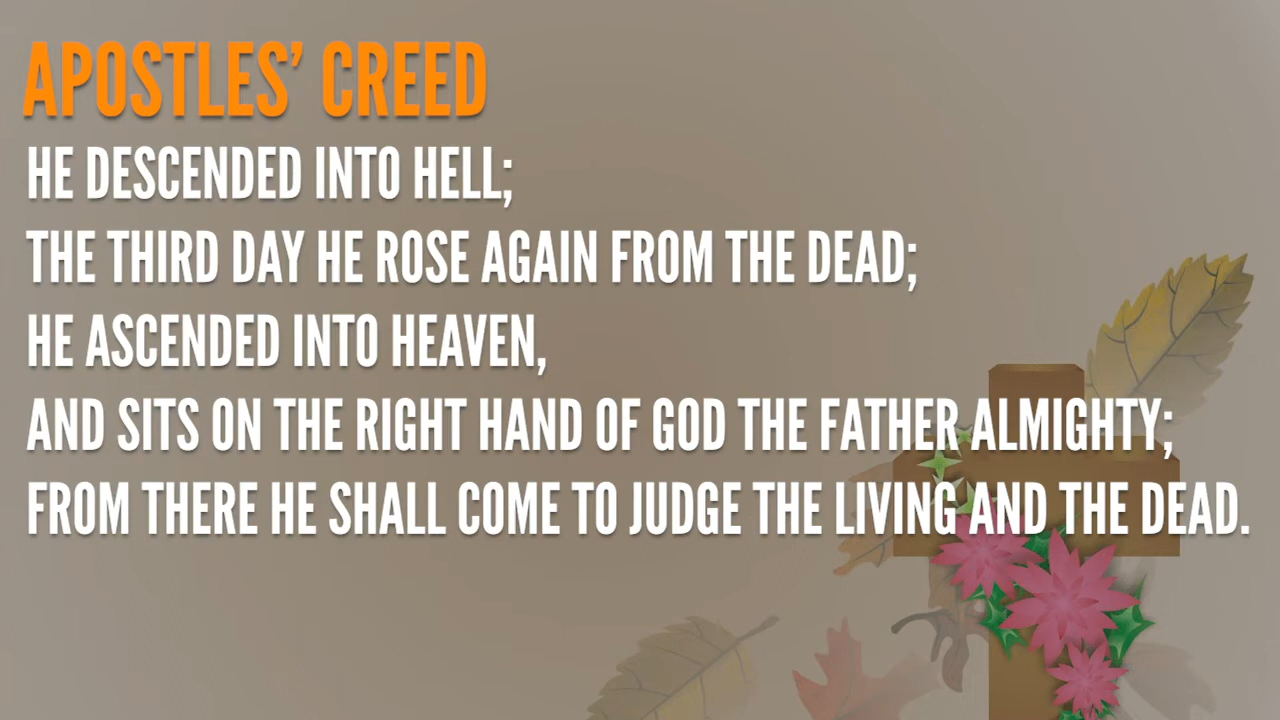 APOSTLES’ CREED
HE DESCENDED INTO HELL;
THE THIRD DAY HE ROSE AGAIN FROM THE DEAD;
HE ASCENDED INTO HEAVEN,
AND SITS ON THE RIGHT HAND OF GOD THE FATHER ALMIGHTY;
FROM THERE HE SHALL COME TO JUDGE THE LIVING AND THE DEAD.